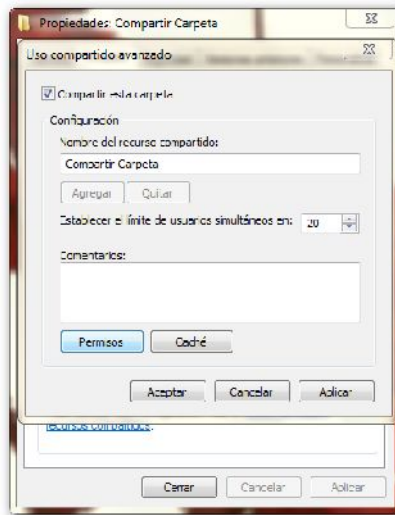 Propiedades: Compartir Carpeta
Uso compartido avanzado
Compartir esta carpeta
Configuración
Nombre del recurso compartido:
Compartir Carpeta
Agregar Quitar
Establecer el límite de usuarios simultáneos en: 20
Comentarios:
Permisos Caché
Aceptar Cancelar Aplicar
recursos compartidos.
Cerrar Cancelar Aplicar